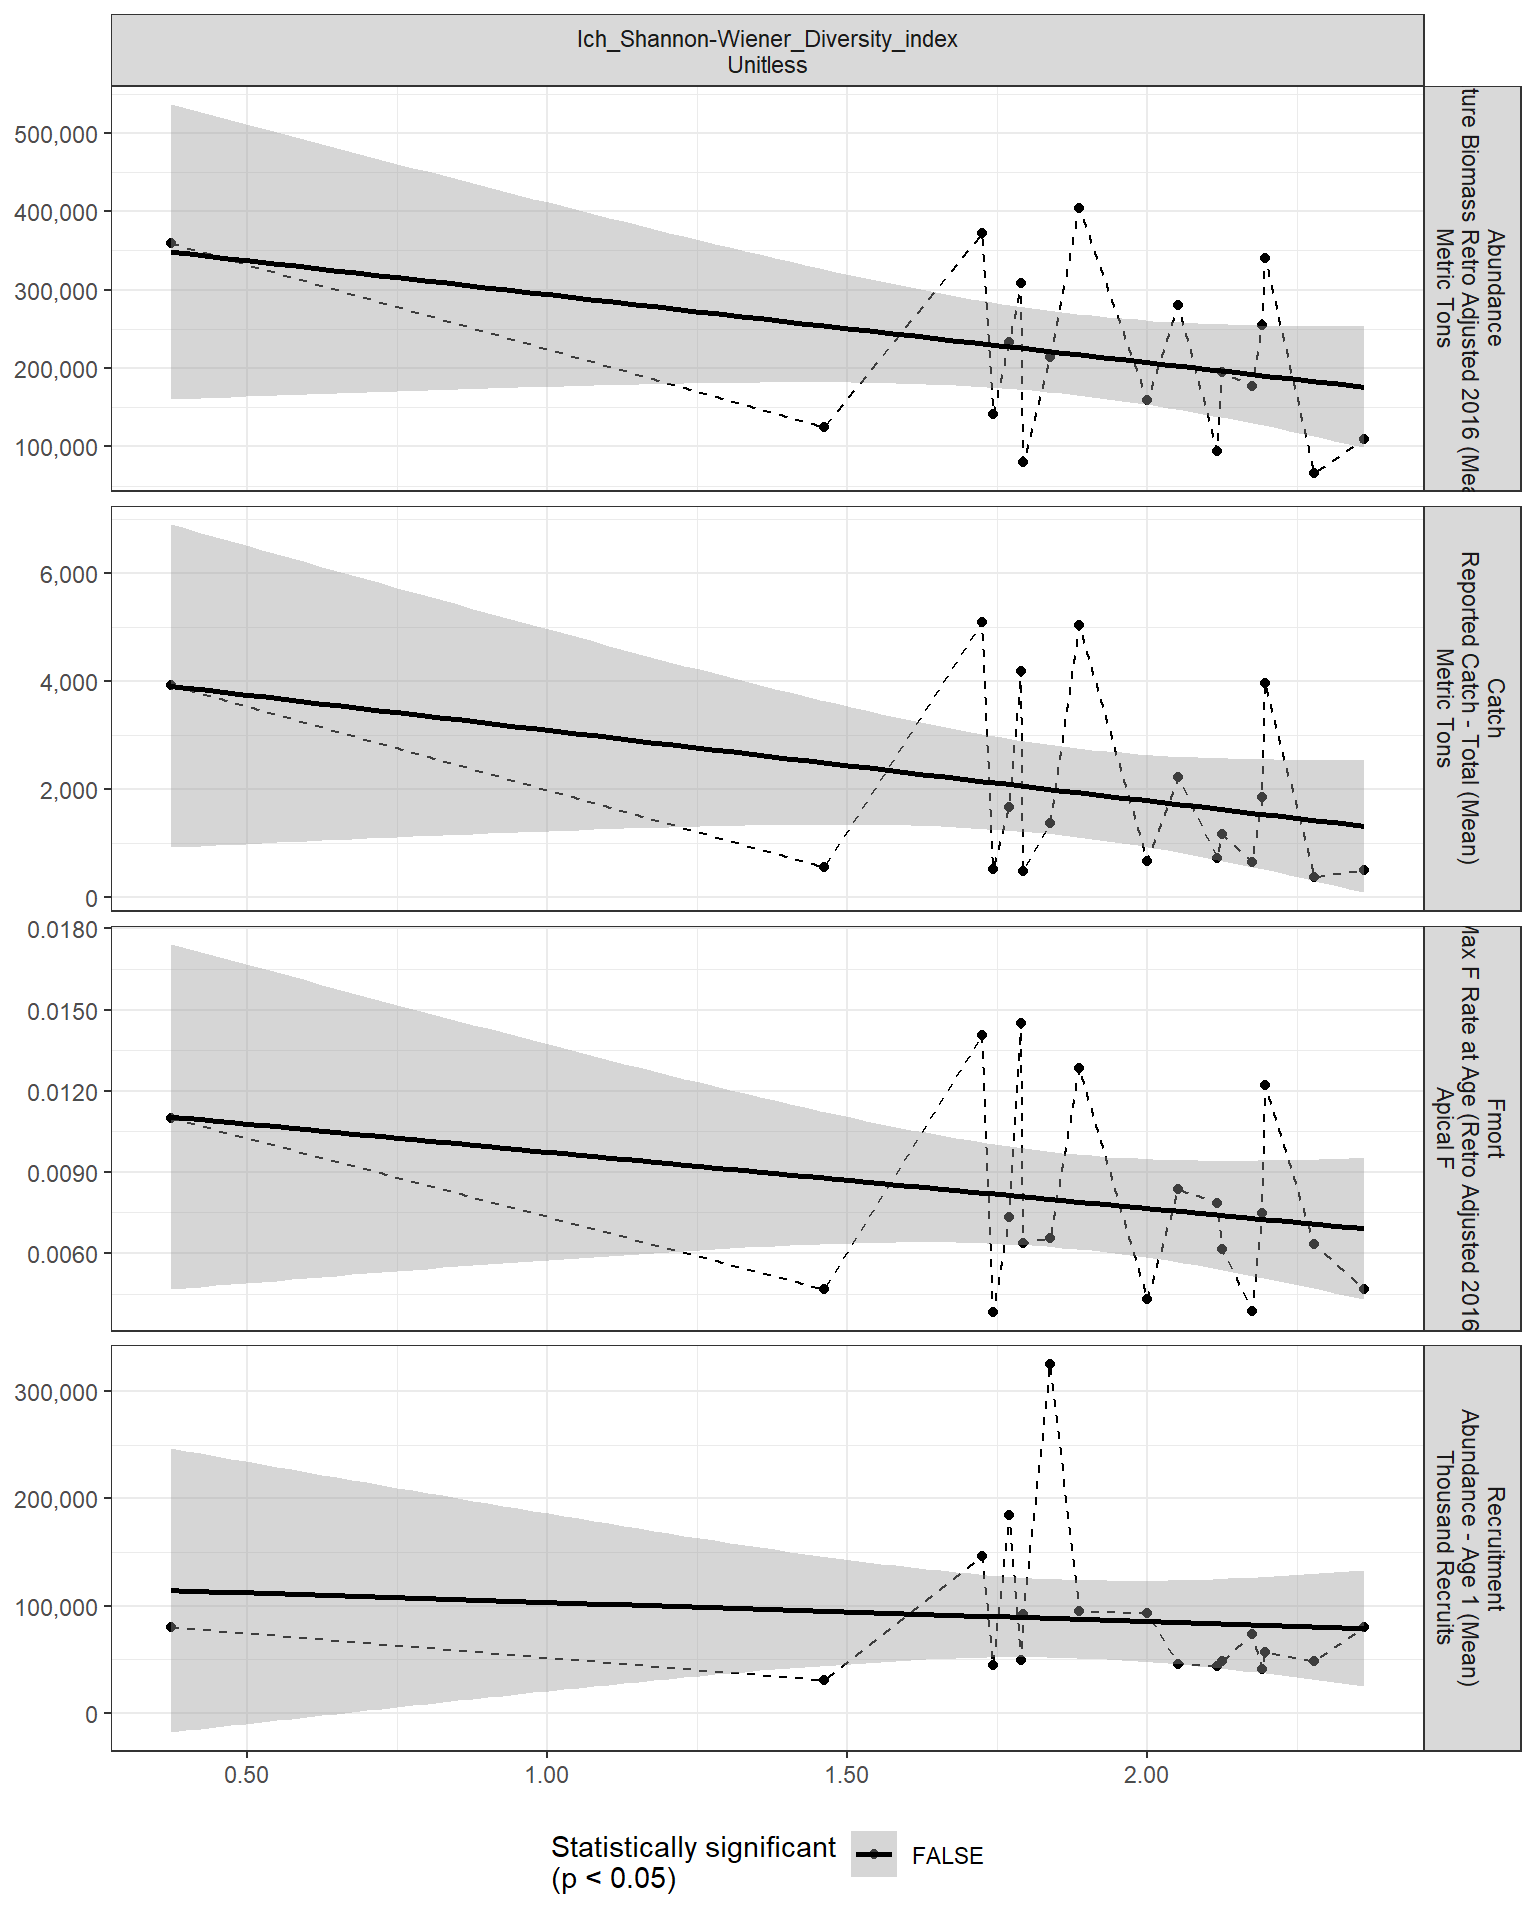 Ich_Shannon-Wiener_Diversity_index
Unitless
500,000
400,000
300,000
200,000
100,000
Abundance
Biomass Retro Adjusted 2016
Metric Tons
6,000
4,000
2,000
0
Catch
Reported Catch - Total (Mean)
Metric Tons
0.0180
0.0150
0.0120
0.0090
0.0060
Fmort
F Rate at Age (Retro Adjusted 2016
Apical F
300,000
200,000
100,000
0
Recruitment
Abundance - Age 1 (Mean)
Thousand Recruits
0.50
1.00
1.50
2.00
Statistically significant
(p < 0.05)
FALSE